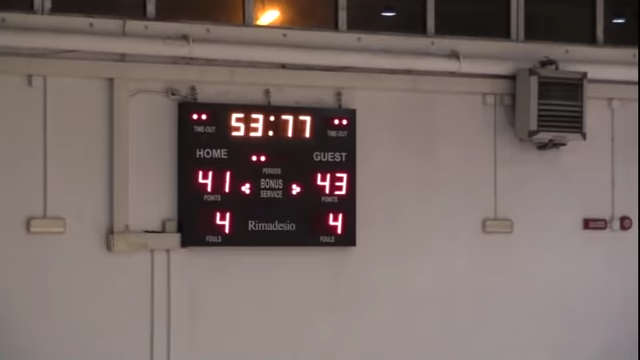 53:77
TIME-OUT TIME-OUT
HOME GUEST
PERIODS
41 BONUS 43
POINTS SERVICE POINTS
4 Rimadesio 4
FOULS FOULS